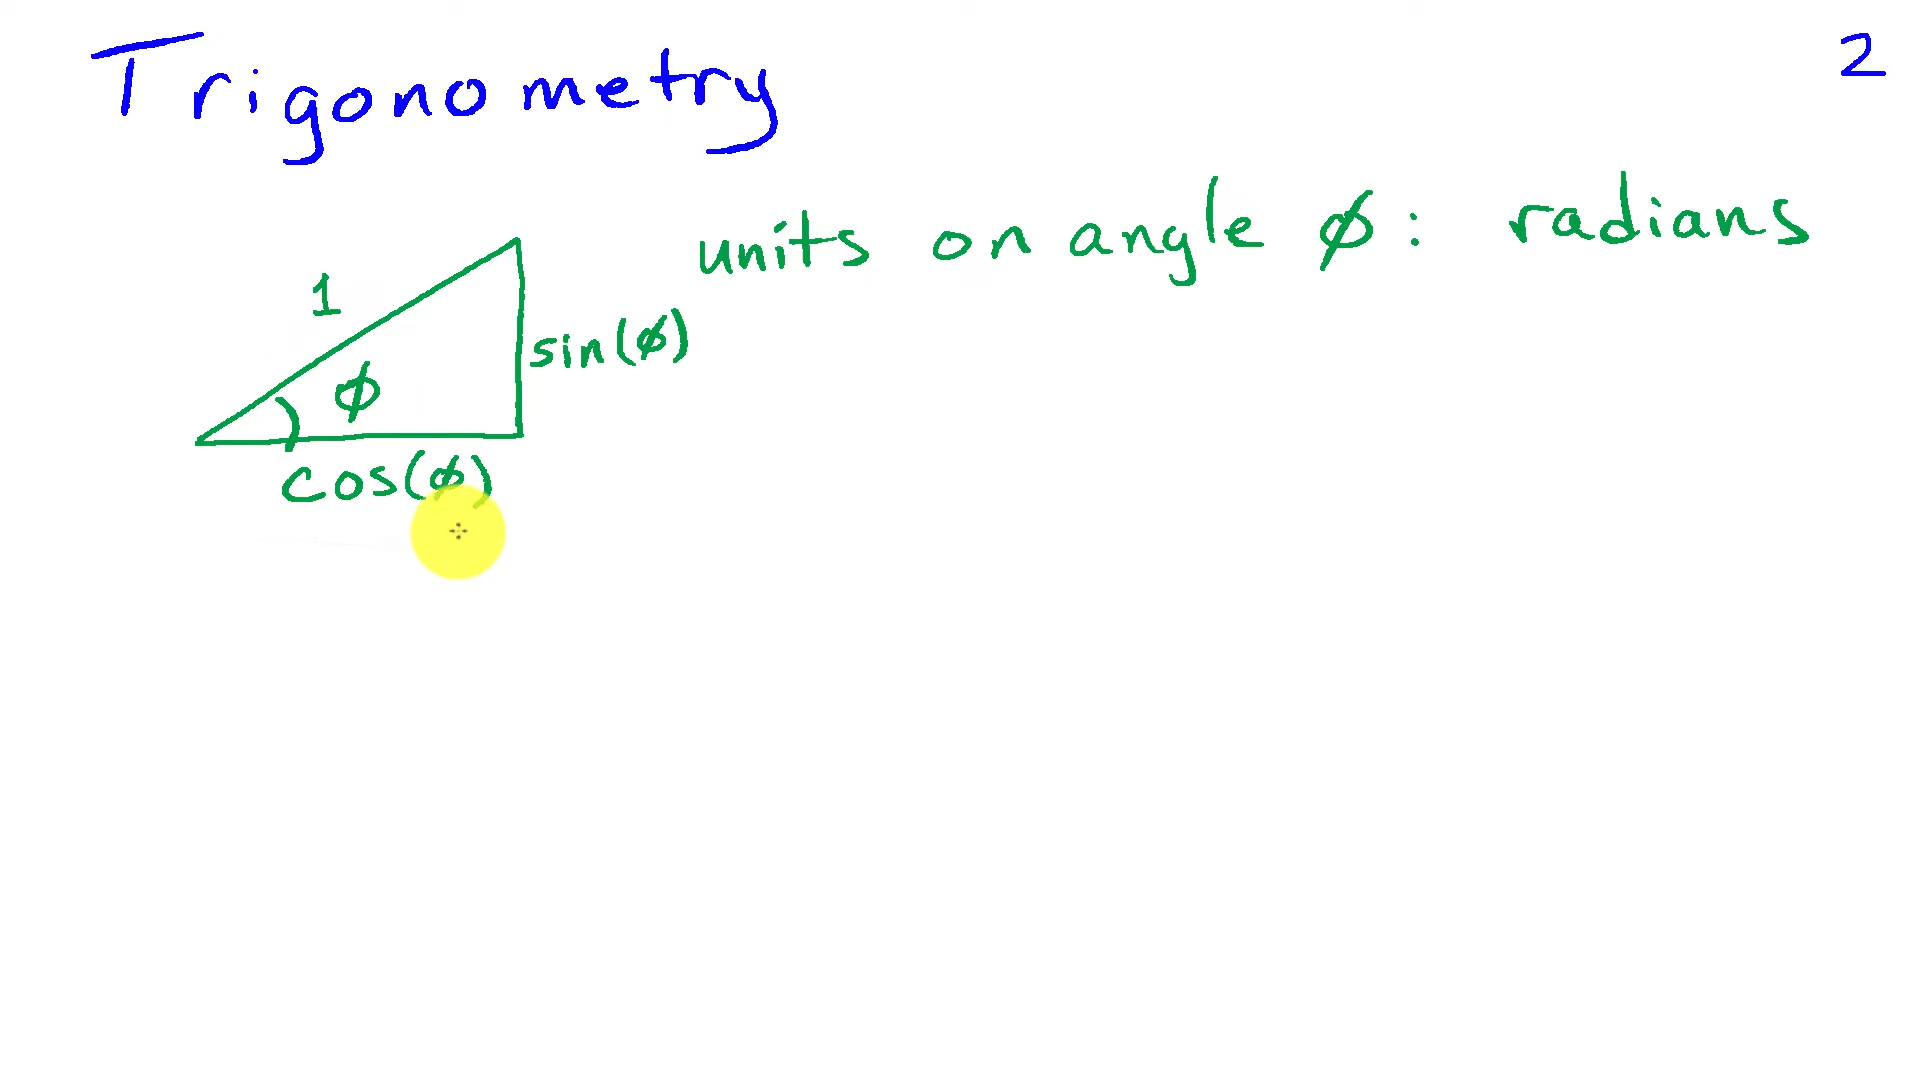 Trigonometry
2
units on angle ϕ: radians
1
sin(ϕ)
ϕ
cos(ϕ)